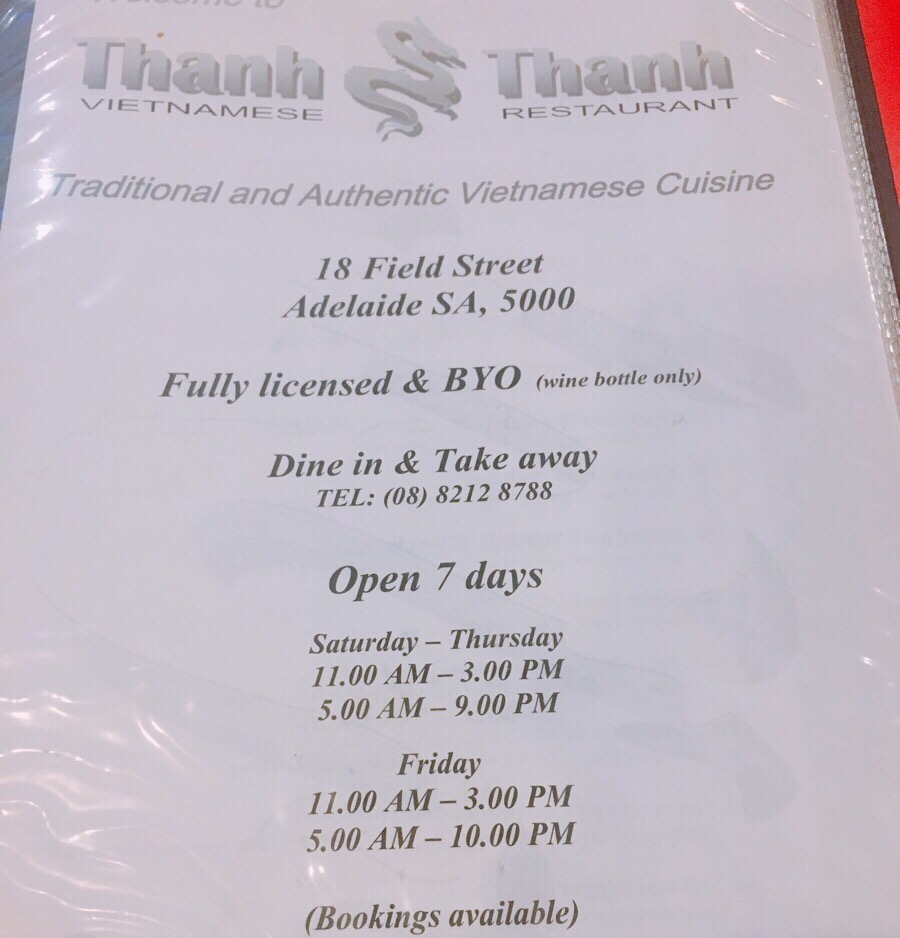 Welcome to
Thanh Thanh
VIETNAMESE RESTAURANT
Traditional and Authentic Vietnamese Cuisine
18 Field Street
Adelaide SA, 5000
Fully licensed & BYO (wine bottle only)
Dine in & Take away
TEL: (08) 8212 8788
Open 7 days
Saturday – Thursday
11.00 AM – 3.00 PM
5.00 AM – 9.00 PM
Friday
11.00 AM – 3.00 PM
5.00 AM – 10.00 PM
(Bookings available)